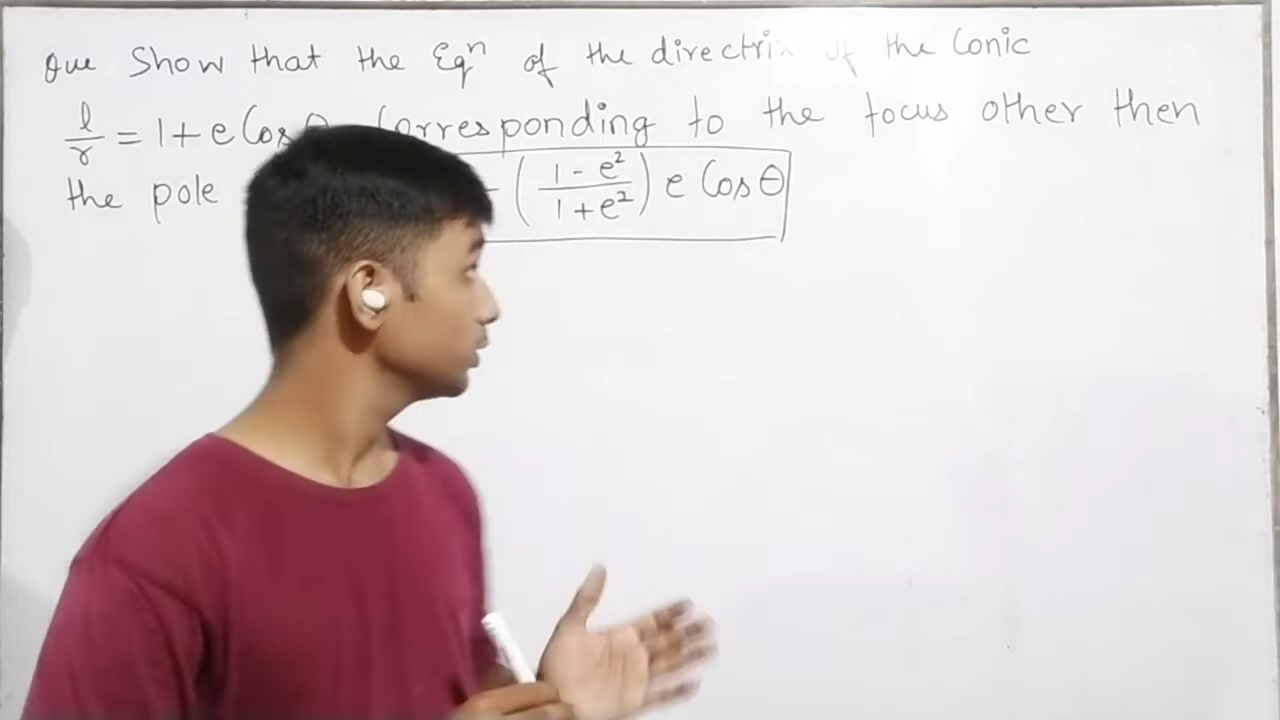 Que Show that the Eqⁿ of the directrix of the Conic
l/r = 1 + e Cos θ Corresponding to the focus other then
the pole - ((1 - e²)/(1 + e²)) e Cos θ